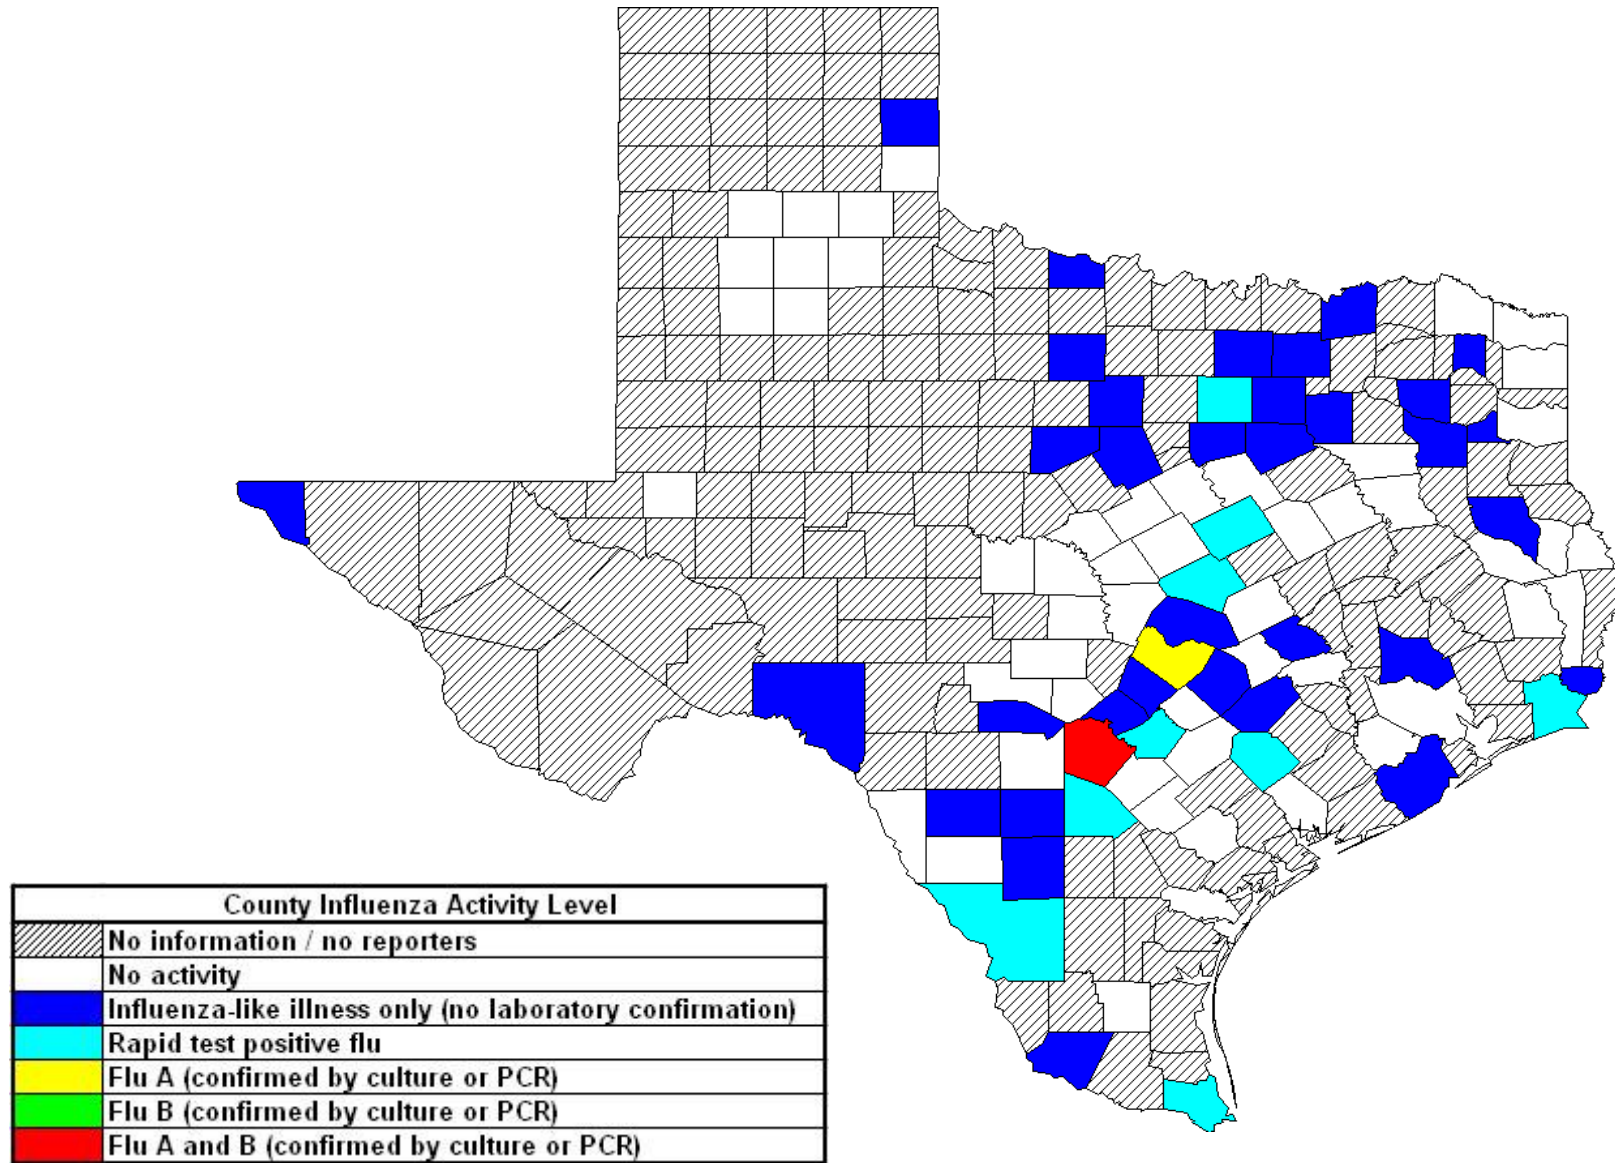 County Influenza Activity Level
No information / no reporters
No activity
Influenza-like illness only (no laboratory confirmation)
Rapid test positive flu
Flu A (confirmed by culture or PCR)
Flu B (confirmed by culture or PCR)
Flu A and B (confirmed by culture or PCR)